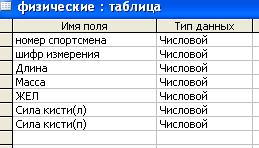 физические : таблица
Имя поля Тип данных
номер спортсмена Числовой
шифр измерения Числовой
Длина Числовой
Масса Числовой
ЖЕЛ Числовой
Сила кисти(л) Числовой
Сила кисти(п) Числовой